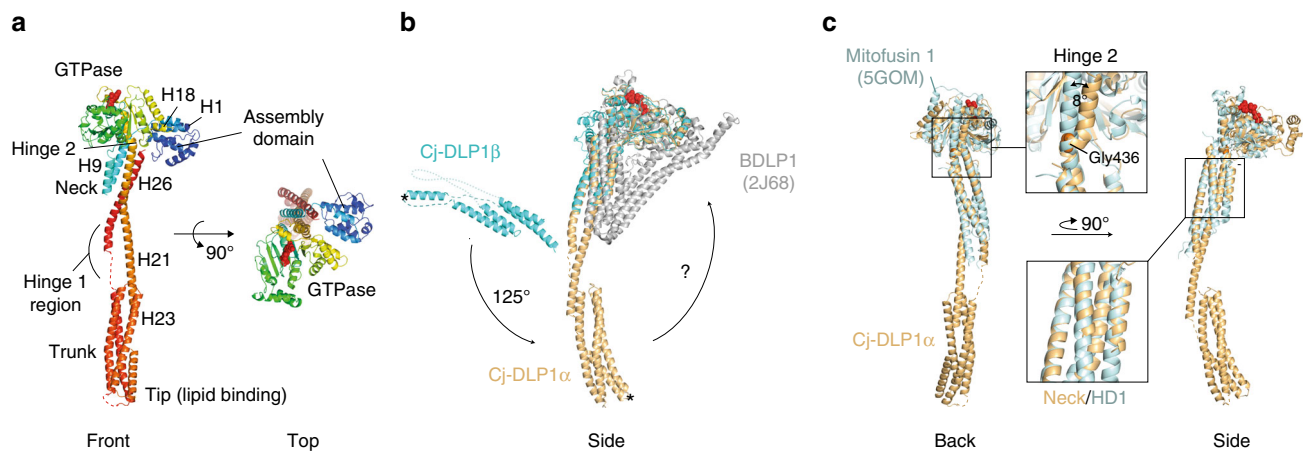 a
GTPase
H18
H1
Assembly
domain
Hinge 2
H9
Neck
H26
90°
H21
Hinge 1
region
GTPase
H23
Trunk
Tip (lipid binding)
Front
Top
b
Cj-DLP1β
*
BDLP1
(2J68)
125°
?
Cj-DLP1α
*
Side
c
Mitofusin 1
(5GOM)
Hinge 2
8°
Gly436
90°
Cj-DLP1α
Neck/HD1
Back
Side